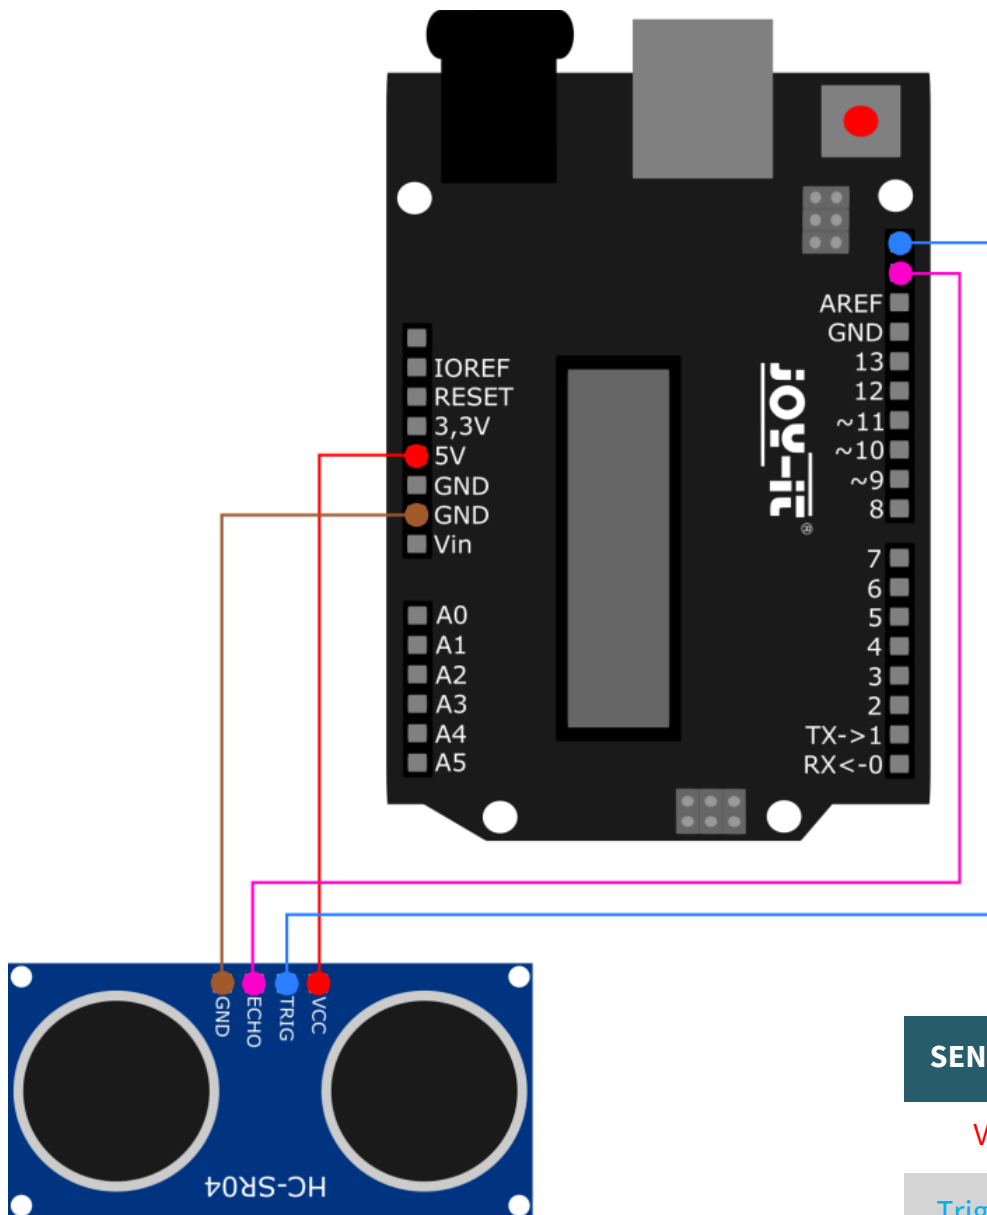 AREF
GND
13
12
~11
~10
~9
8
7
6
5
4
3
2
TX->1
RX<-0
IOREF
RESET
3,3V
5V
GND
GND
Vin
A0
A1
A2
A3
A4
A5
JOY-iT
®
GND
ECHO
TRIG
VCC
HC-SR04
SEN
V
Trig